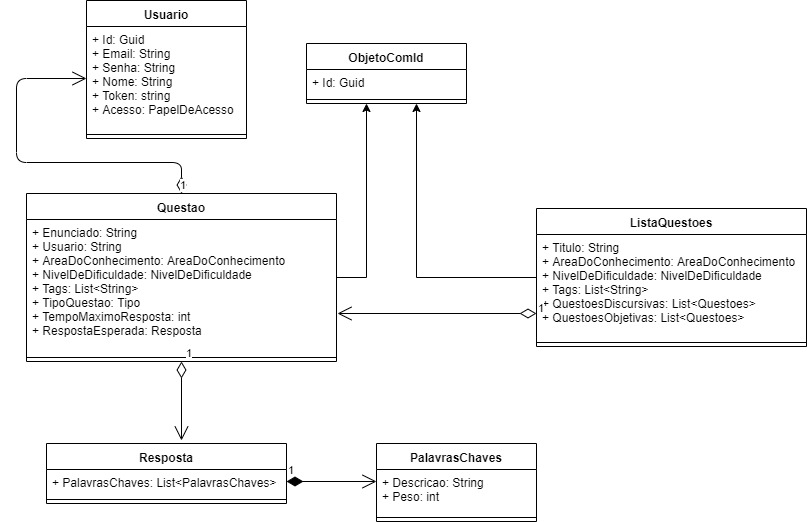 Usuario
+ Id: Guid
+ Email: String
+ Senha: String
+ Nome: String
+ Token: string
+ Acesso: PapelDeAcesso
ObjetoComId
+ Id: Guid
1
Questao
+ Enunciado: String
+ Usuario: String
+ AreaDoConhecimento: AreaDoConhecimento
+ NivelDeDificuldade: NivelDeDificuldade
+ Tags: List<String>
+ TipoQuestao: Tipo
+ TempoMaximoResposta: int
+ RespostaEsperada: Resposta
1
ListaQuestoes
+ Titulo: String
+ AreaDoConhecimento: AreaDoConhecimento
+ NivelDeDificuldade: NivelDeDificuldade
+ Tags: List<String>
+ QuestoesDiscursivas: List<Questoes>
+ QuestoesObjetivas: List<Questoes>
1
Resposta
+ PalavrasChaves: List<PalavrasChaves>
1
PalavrasChaves
+ Descricao: String
+ Peso: int